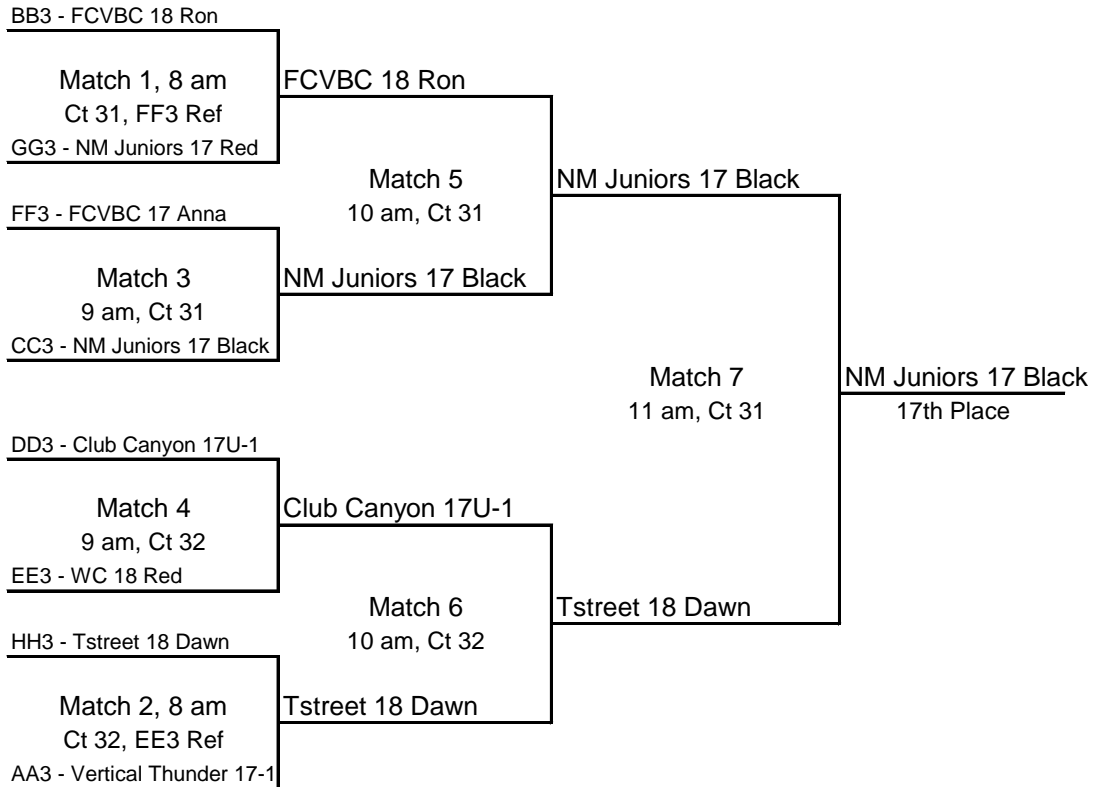 BB3 - FCVBC 18 Ron
Match 1, 8 am
Ct 31, FF3 Ref
GG3 - NM Juniors 17 Red
FCVBC 18 Ron
Match 5
10 am, Ct 31
NM Juniors 17 Black
FF3 - FCVBC 17 Anna
Match 3
9 am, Ct 31
CC3 - NM Juniors 17 Black
NM Juniors 17 Black
Match 7
11 am, Ct 31
NM Juniors 17 Black
17th Place
DD3 - Club Canyon 17U-1
Match 4
9 am, Ct 32
EE3 - WC 18 Red
Club Canyon 17U-1
Match 6
10 am, Ct 32
Tstreet 18 Dawn
HH3 - Tstreet 18 Dawn
Match 2, 8 am
Ct 32, EE3 Ref
AA3 - Vertical Thunder 17-1
Tstreet 18 Dawn